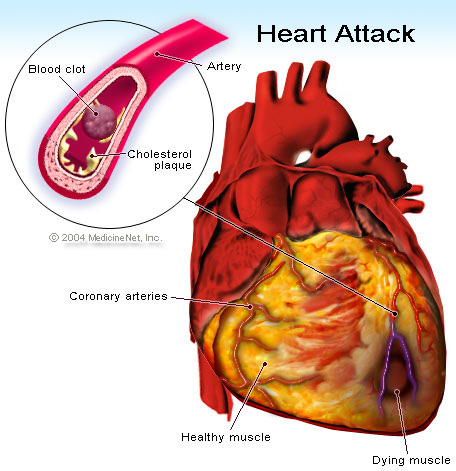 Heart Attack
Blood clot
Artery
Cholesterol
plaque
© 2004 MedicineNet, Inc.
Coronary arteries
Healthy muscle
Dying muscle